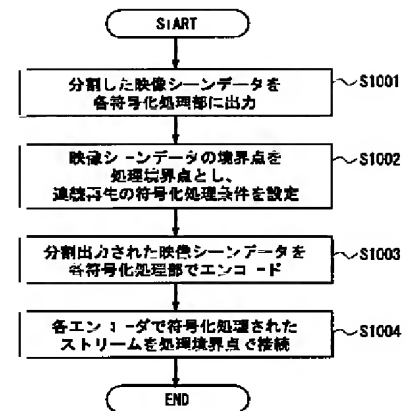 START
分割した映像シーンデータを
各符号化処理部に出力
S1001
映像シーンデータの境界点を
処理境界点とし、
連続再生の符号化処理条件を設定
S1002
分割出力された映像シーンデータを
各符号化処理部でエンコード
S1003
各エンコーダで符号化処理された
ストリームを処理境界点で接続
S1004
END